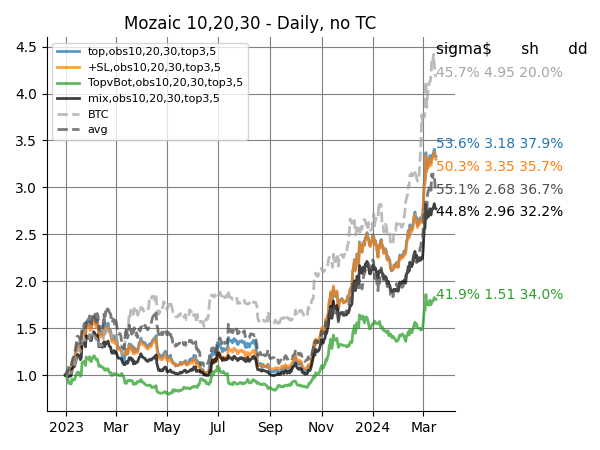 Mozaic 10,20,30 - Daily, no TC
sigma$ sh dd
top,obs10,20,30,top3,5
+SL,obs10,20,30,top3,5
TopvBot,obs10,20,30,top3,5
mix,obs10,20,30,top3,5
BTC
avg
45.7% 4.95 20.0%
53.6% 3.18 37.9%
50.3% 3.35 35.7%
55.1% 2.68 36.7%
44.8% 2.96 32.2%
41.9% 1.51 34.0%
4.5
4.0
3.5
3.0
2.5
2.0
1.5
1.0
2023 Mar May Jul Sep Nov 2024 Mar